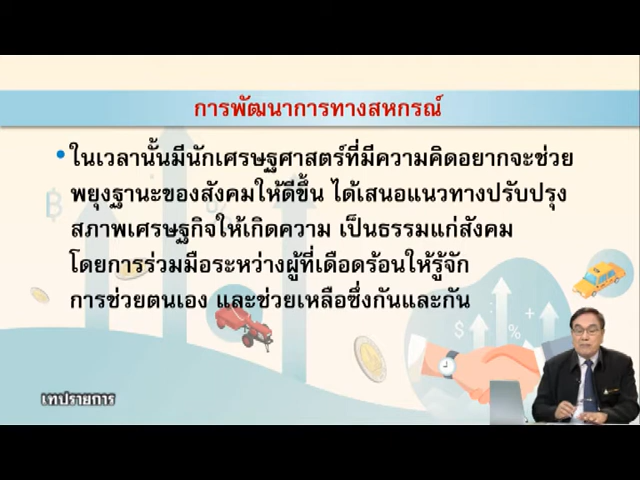 การพัฒนาการทางสหกรณ์
• ในเวลานั้นมีนักเศรษฐศาสตร์ที่มีความคิดอยากจะช่วย
พยุงฐานะของสังคมให้ดีขึ้น ได้เสนอแนวทางปรับปรุง
สภาพเศรษฐกิจให้เกิดความ เป็นธรรมแก่สังคม
โดยการร่วมมือระหว่างผู้ที่เดือดร้อนให้รู้จัก
การช่วยตนเอง และช่วยเหลือซึ่งกันและกัน
เทปรายการ